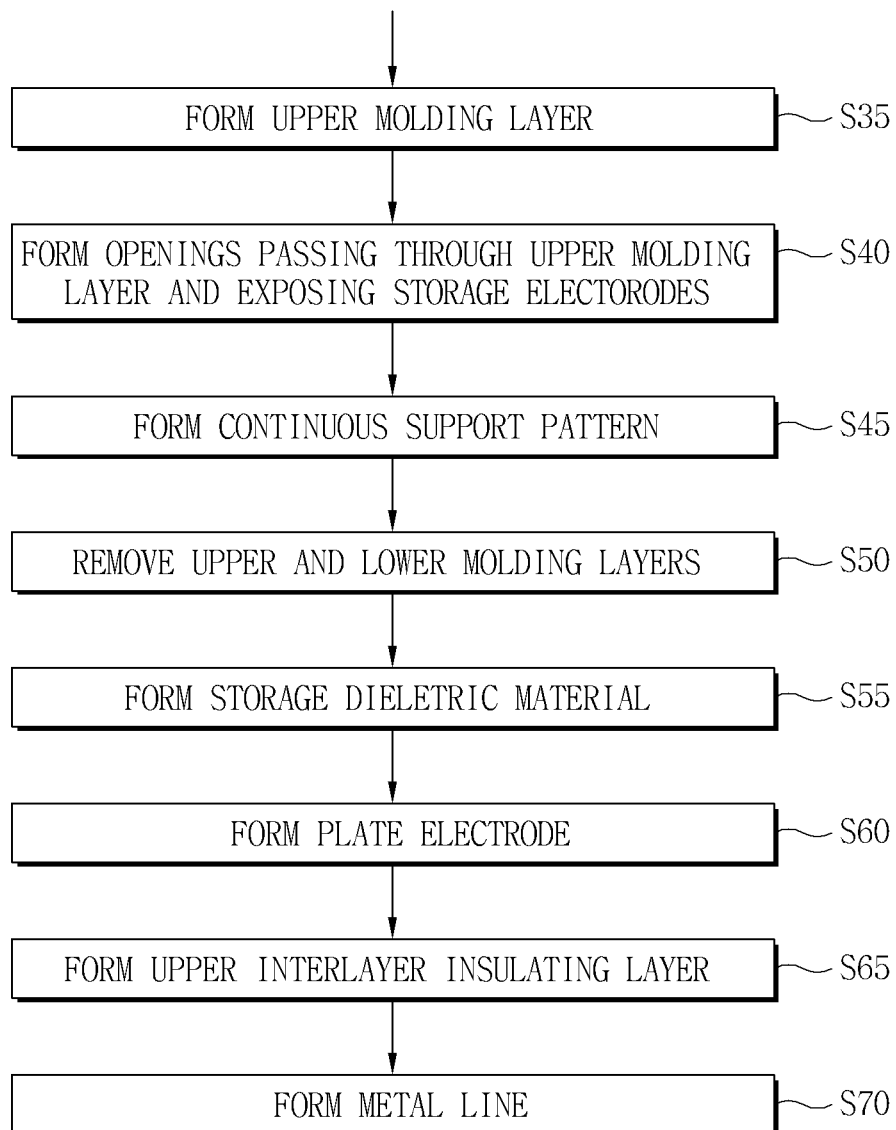 FORM UPPER MOLDING LAYER
S35
FORM OPENINGS PASSING THROUGH UPPER MOLDING
LAYER AND EXPOSING STORAGE ELECTORODES
S40
FORM CONTINUOUS SUPPORT PATTERN
S45
REMOVE UPPER AND LOWER MOLDING LAYERS
S50
FORM STORAGE DIELETRIC MATERIAL
S55
FORM PLATE ELECTRODE
S60
FORM UPPER INTERLAYER INSULATING LAYER
S65
FORM METAL LINE
S70